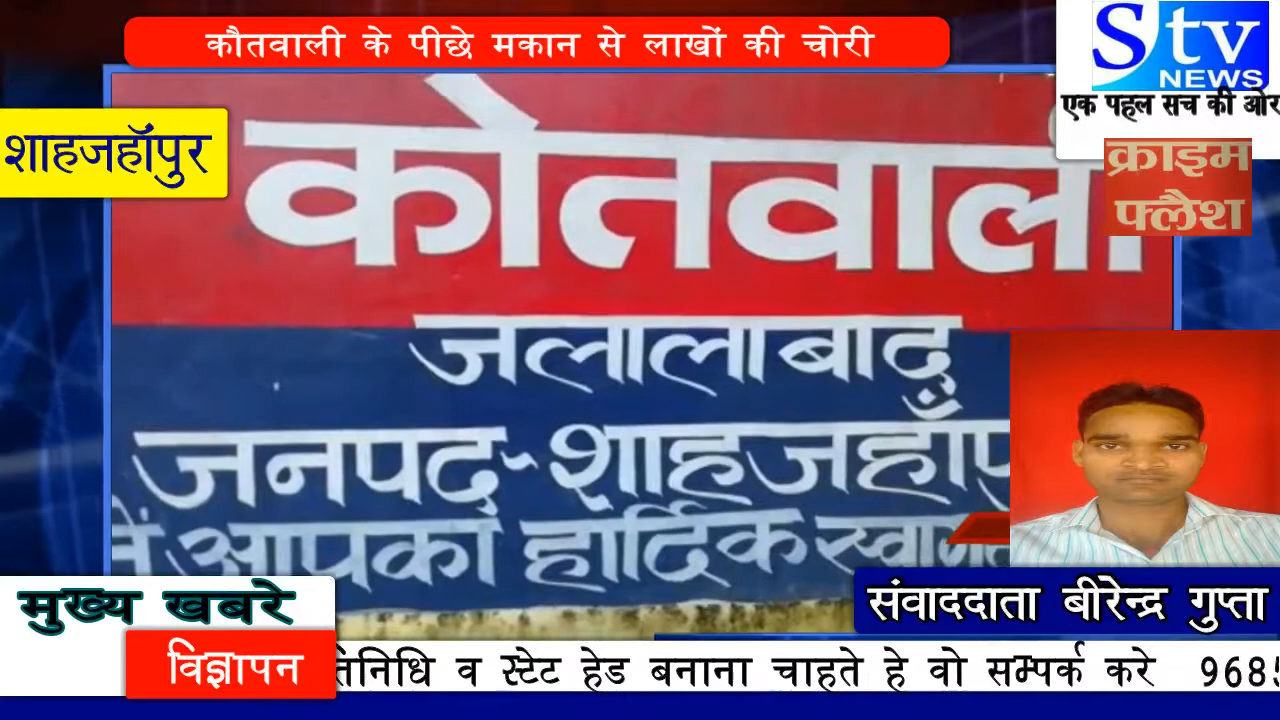 कौतवाली के पीछे मकान से लाखों की चोरी
Stv
NEWS
एक पहल सच की ओर
शाहजहॉपुर
क्राइम
फ्लैश
कोतवाली
जलालाबाद
जनपद-शाहजहाँप
में आपका हार्दिक स्वागत
मुख्य खबरे
संवाददाता बीरेन्द्र गुप्ता
विज्ञापन
तिनिधि व स्टेट हेड बनाना चाहते हे वो सम्पर्क करे 9685